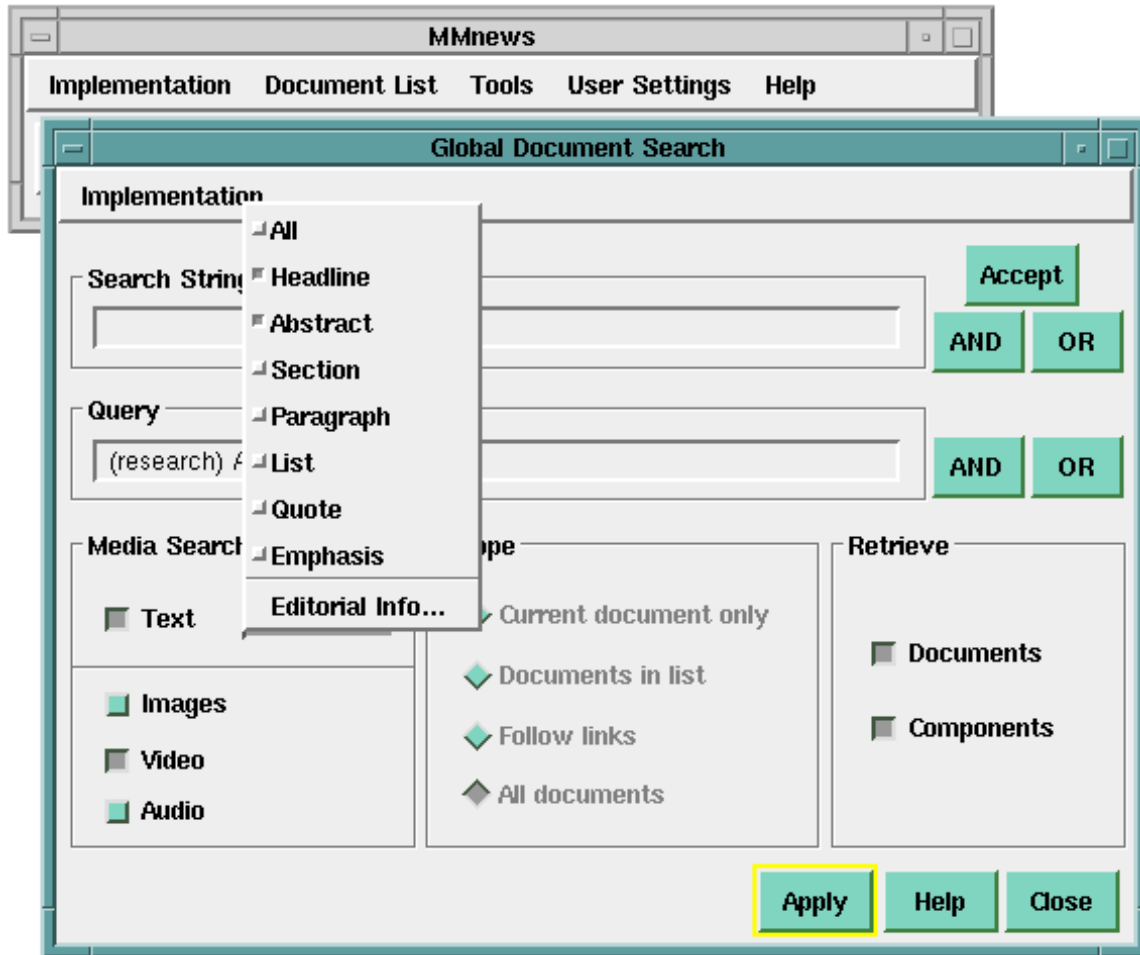 MMnews
Implementation Document List Tools User Settings Help
Global Document Search
Implementation
All
Headline
Abstract
Section
Paragraph
List
Quote
Emphasis
Editorial Info...
Search String
Accept
AND OR
Query
(research)
AND OR
Media Search
Text
Images
Video
Audio
Current document only
Documents in list
Follow links
All documents
Retrieve
Documents
Components
Apply Help Close